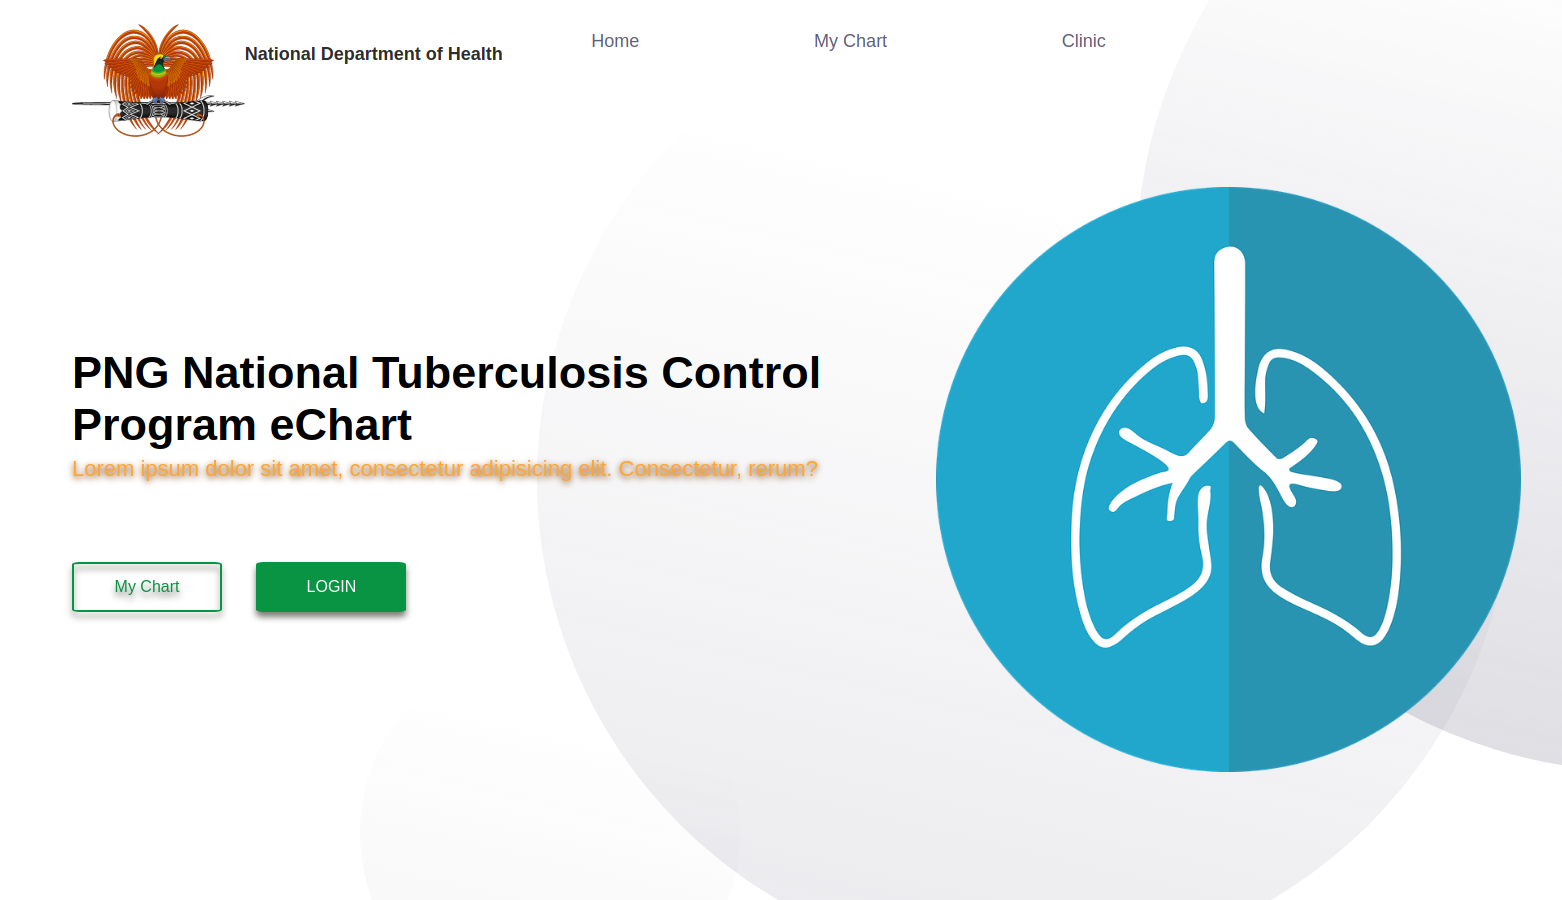 National Department of Health
Home
My Chart
Clinic
PNG National Tuberculosis Control
Program eChart
Lorem ipsum dolor sit amet, consectetur adipisicing elit. Consectetur, rerum?
My Chart
LOGIN